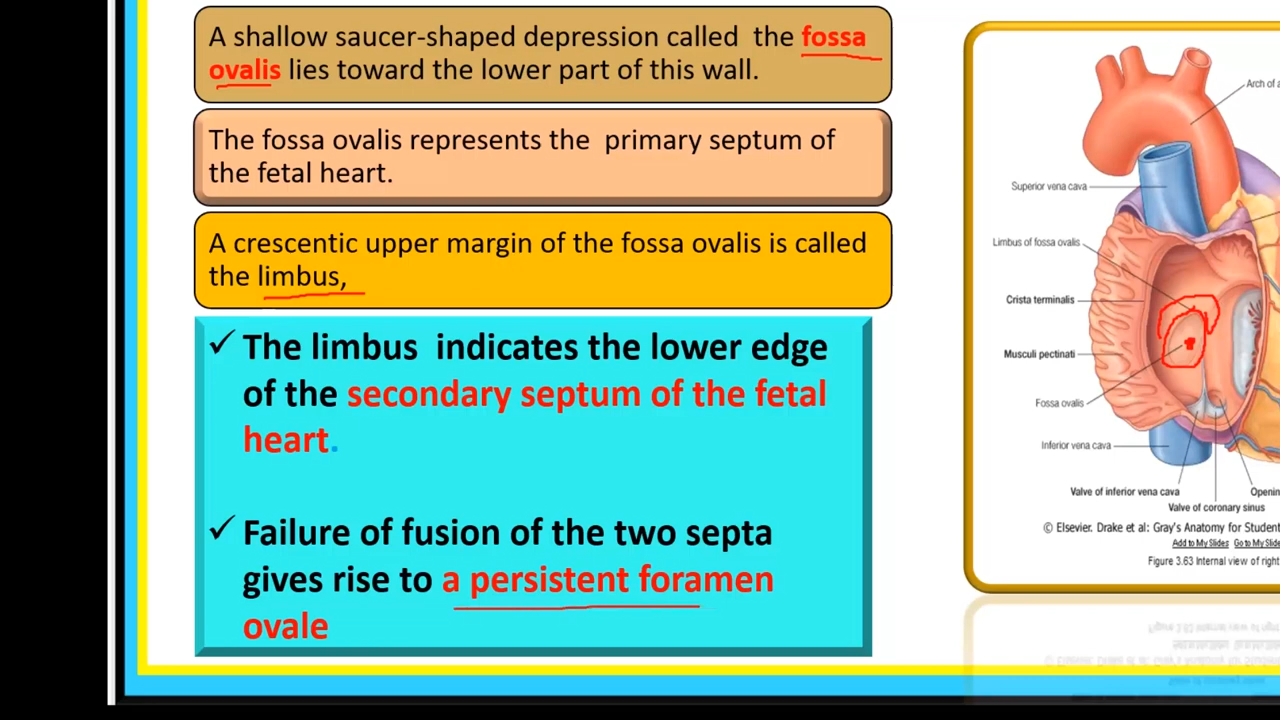 A shallow saucer-shaped depression called the fossa
ovalis lies toward the lower part of this wall.
The fossa ovalis represents the primary septum of
the fetal heart.
A crescentic upper margin of the fossa ovalis is called
the limbus,
✓ The limbus indicates the lower edge
of the secondary septum of the fetal
heart.
✓ Failure of fusion of the two septa
gives rise to a persistent foramen
ovale
Arch of a
Superior vena cava
Limbus of fossa ovalis
Crista terminalis
Musculi pectinati
Fossa ovalis
Inferior vena cava
Valve of inferior vena cava
Openin
Valve of coronary sinus
© Elsevier. Drake et al: Gray's Anatomy for Student
Add to My Slides Go to My Slide
Figure 3.63 Internal view of right